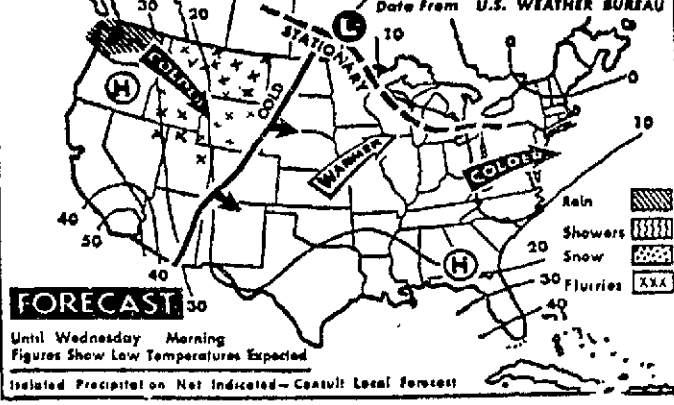 Data From U.S. WEATHER BUREAU
30
20
L
10
0
STATIONARY
COLDER
H
COLD
0
10
WARMER
COLDER
Rain
Showers
Snow
Flurries XXX
40
50
40
30
H
20
30
40
FORECAST
Until Wednesday Morning
Figures Show Low Temperatures Expected
Isolated Precipitation Not Indicated—Consult Local Forecast